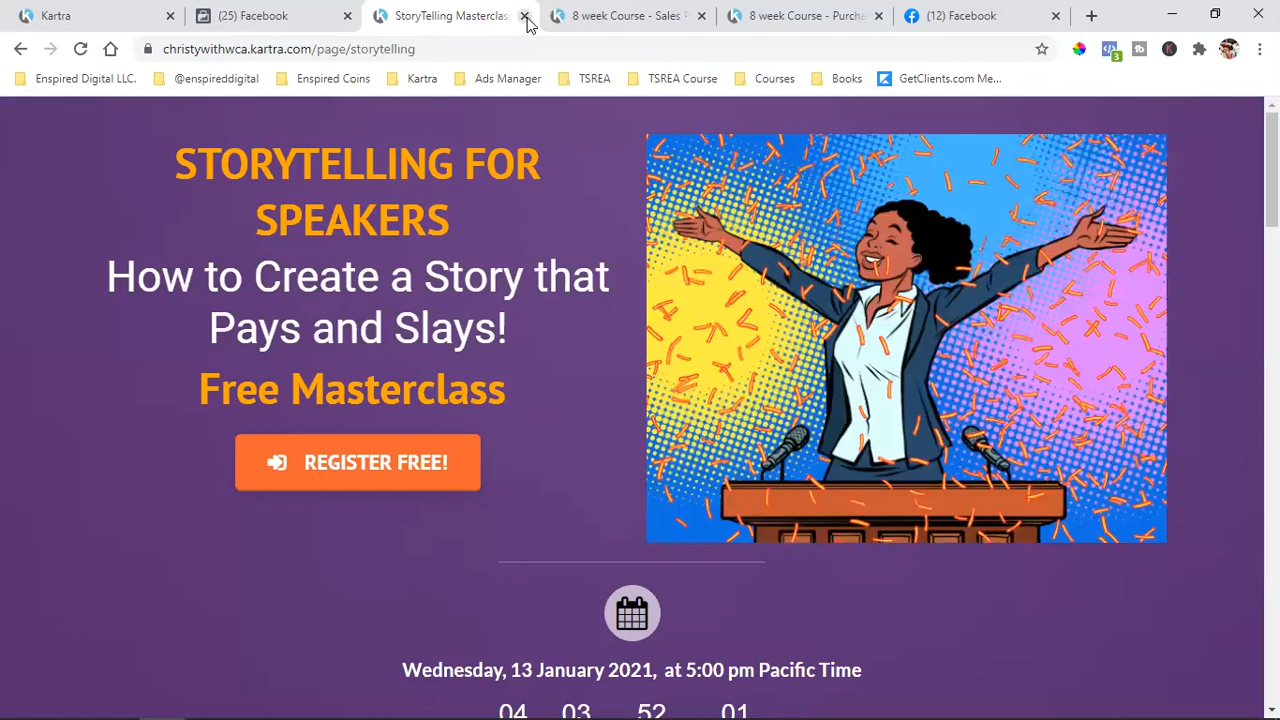 Kartra
(25) Facebook
StoryTelling Masterclas
8 week Course - Sales P
8 week Course - Purcha
(12) Facebook
christywithwca.kartra.com/page/storytelling
3
Enspired Digital LLC.
@enspireddigital
Enspired Coins
Kartra
Ads Manager
TSREA
TSREA Course
Courses
Books
GetClients.com Me...
STORYTELLING FOR
SPEAKERS
How to Create a Story that
Pays and Slays!
Free Masterclass
REGISTER FREE!
Wednesday, 13 January 2021, at 5:00 pm Pacific Time
04 03 52 01